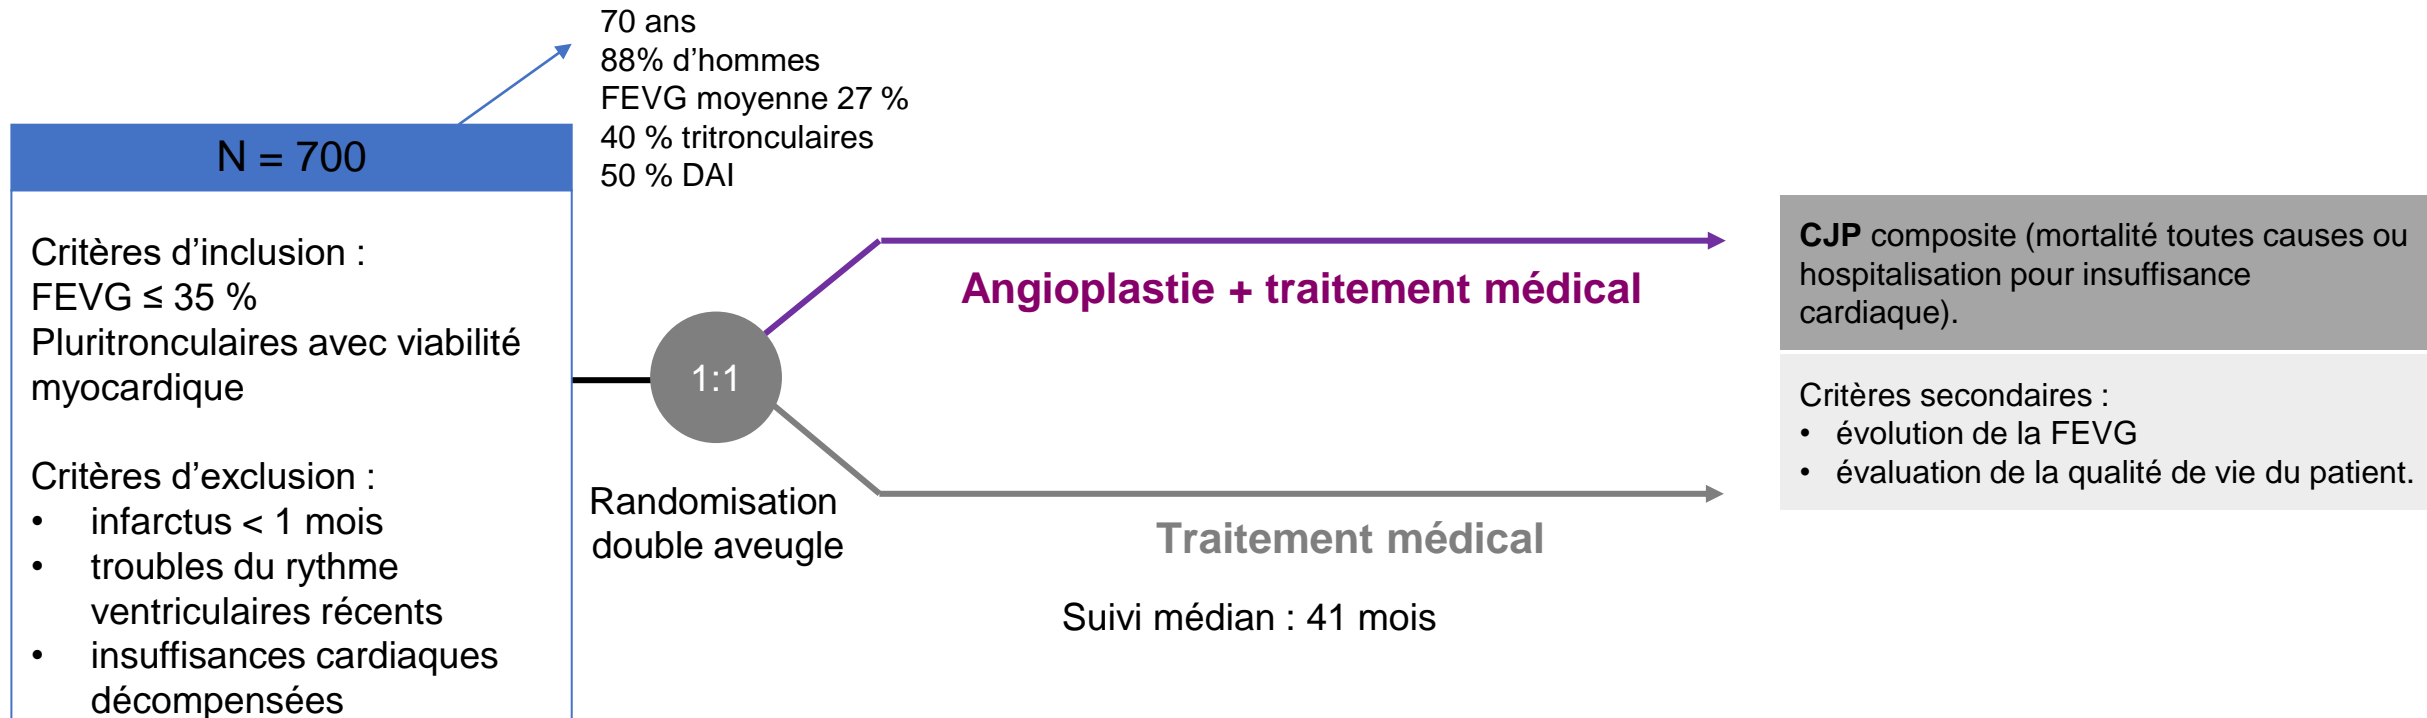 70 ans
88% d’hommes
FEVG moyenne 27 %
40 % tritronculaires
50 % DAI
N = 700
Critères d’inclusion :
FEVG ≤ 35 %
Pluritronculaires avec viabilité
myocardique
Critères d’exclusion :
• infarctus < 1 mois
• troubles du rythme
ventriculaires récents
• insuffisances cardiaques
décompensées
1:1
Randomisation
double aveugle
Angioplastie + traitement médical
Traitement médical
Suivi médian : 41 mois
CJP composite (mortalité toutes causes ou
hospitalisation pour insuffisance
cardiaque).
Critères secondaires :
• évolution de la FEVG
• évaluation de la qualité de vie du patient.